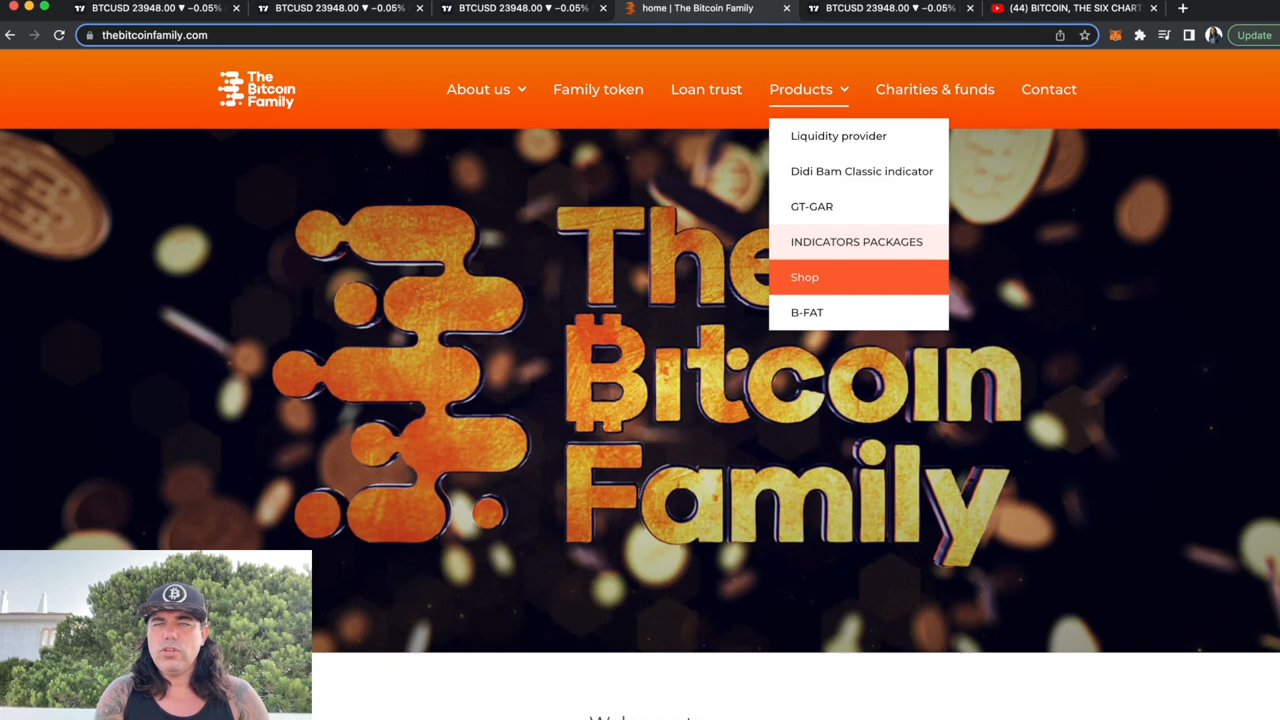 BTCUSD 23948.00 ▼ −0.05%
BTCUSD 23948.00 ▼ −0.05%
BTCUSD 23948.00 ▼ −0.05%
home | The Bitcoin Family
BTCUSD 23948.00 ▼ −0.05%
(44) BITCOIN, THE SIX CHART
thebitcoinfamily.com
Update
The
Bitcoin
Family
About us
Family token
Loan trust
Products
Charities & funds
Contact
Liquidity provider
Didi Bam Classic indicator
GT-GAR
INDICATORS PACKAGES
Shop
B-FAT
The
Bitcoin
Family